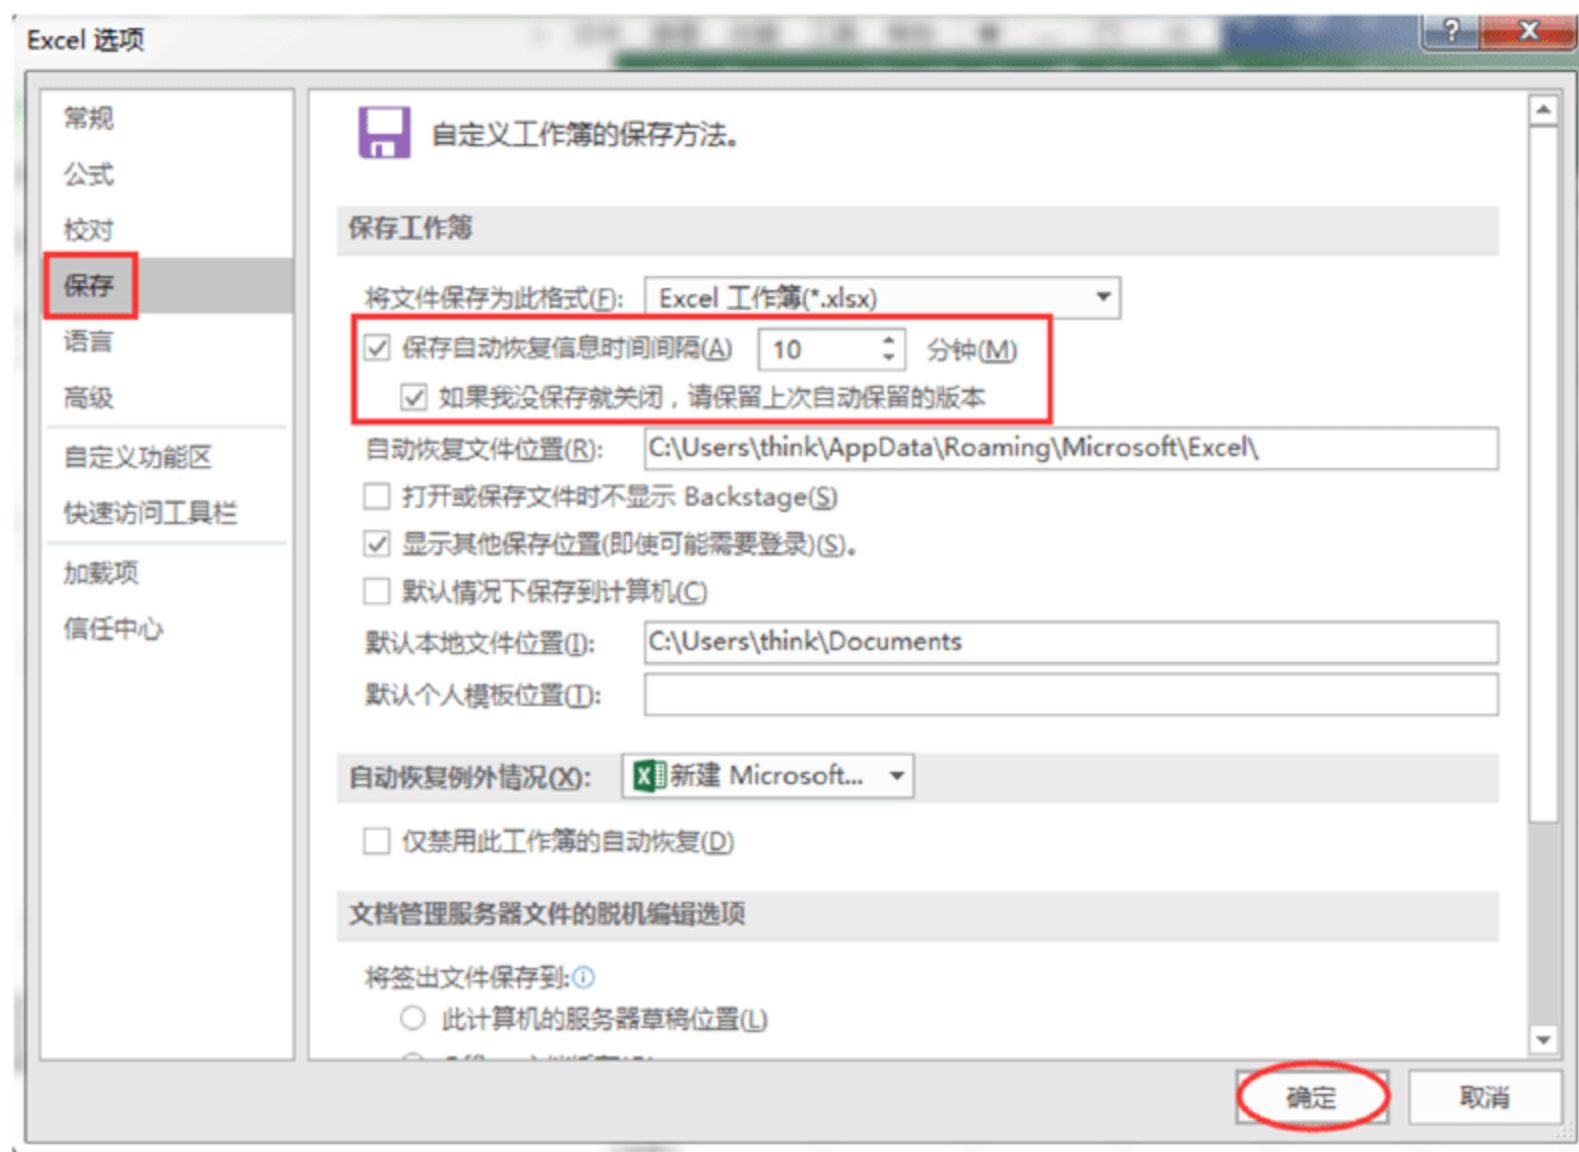 Excel 选项
常规
公式
校对
保存
语言
高级
自定义功能区
快速访问工具栏
加载项
信任中心
自定义工作簿的保存方法。
保存工作簿
将文件保存为此格式(F): Excel 工作簿(*.xlsx)
保存自动恢复信息时间间隔(A) 10 分钟(M)
如果我没保存就关闭，请保留上次自动保留的版本
自动恢复文件位置(R): C:\Users\think\AppData\Roaming\Microsoft\Excel\
打开或保存文件时不显示 Backstage(S)
显示其他保存位置(即使可能需要登录)(S)。
默认情况下保存到计算机(C)
默认本地文件位置(I): C:\Users\think\Documents
默认个人模板位置(T):
自动恢复例外情况(X): 新建 Microsoft...
仅禁用此工作簿的自动恢复(D)
文档管理服务器文件的脱机编辑选项
将签出文件保存到:
此计算机的服务器草稿位置(L)
确定 取消